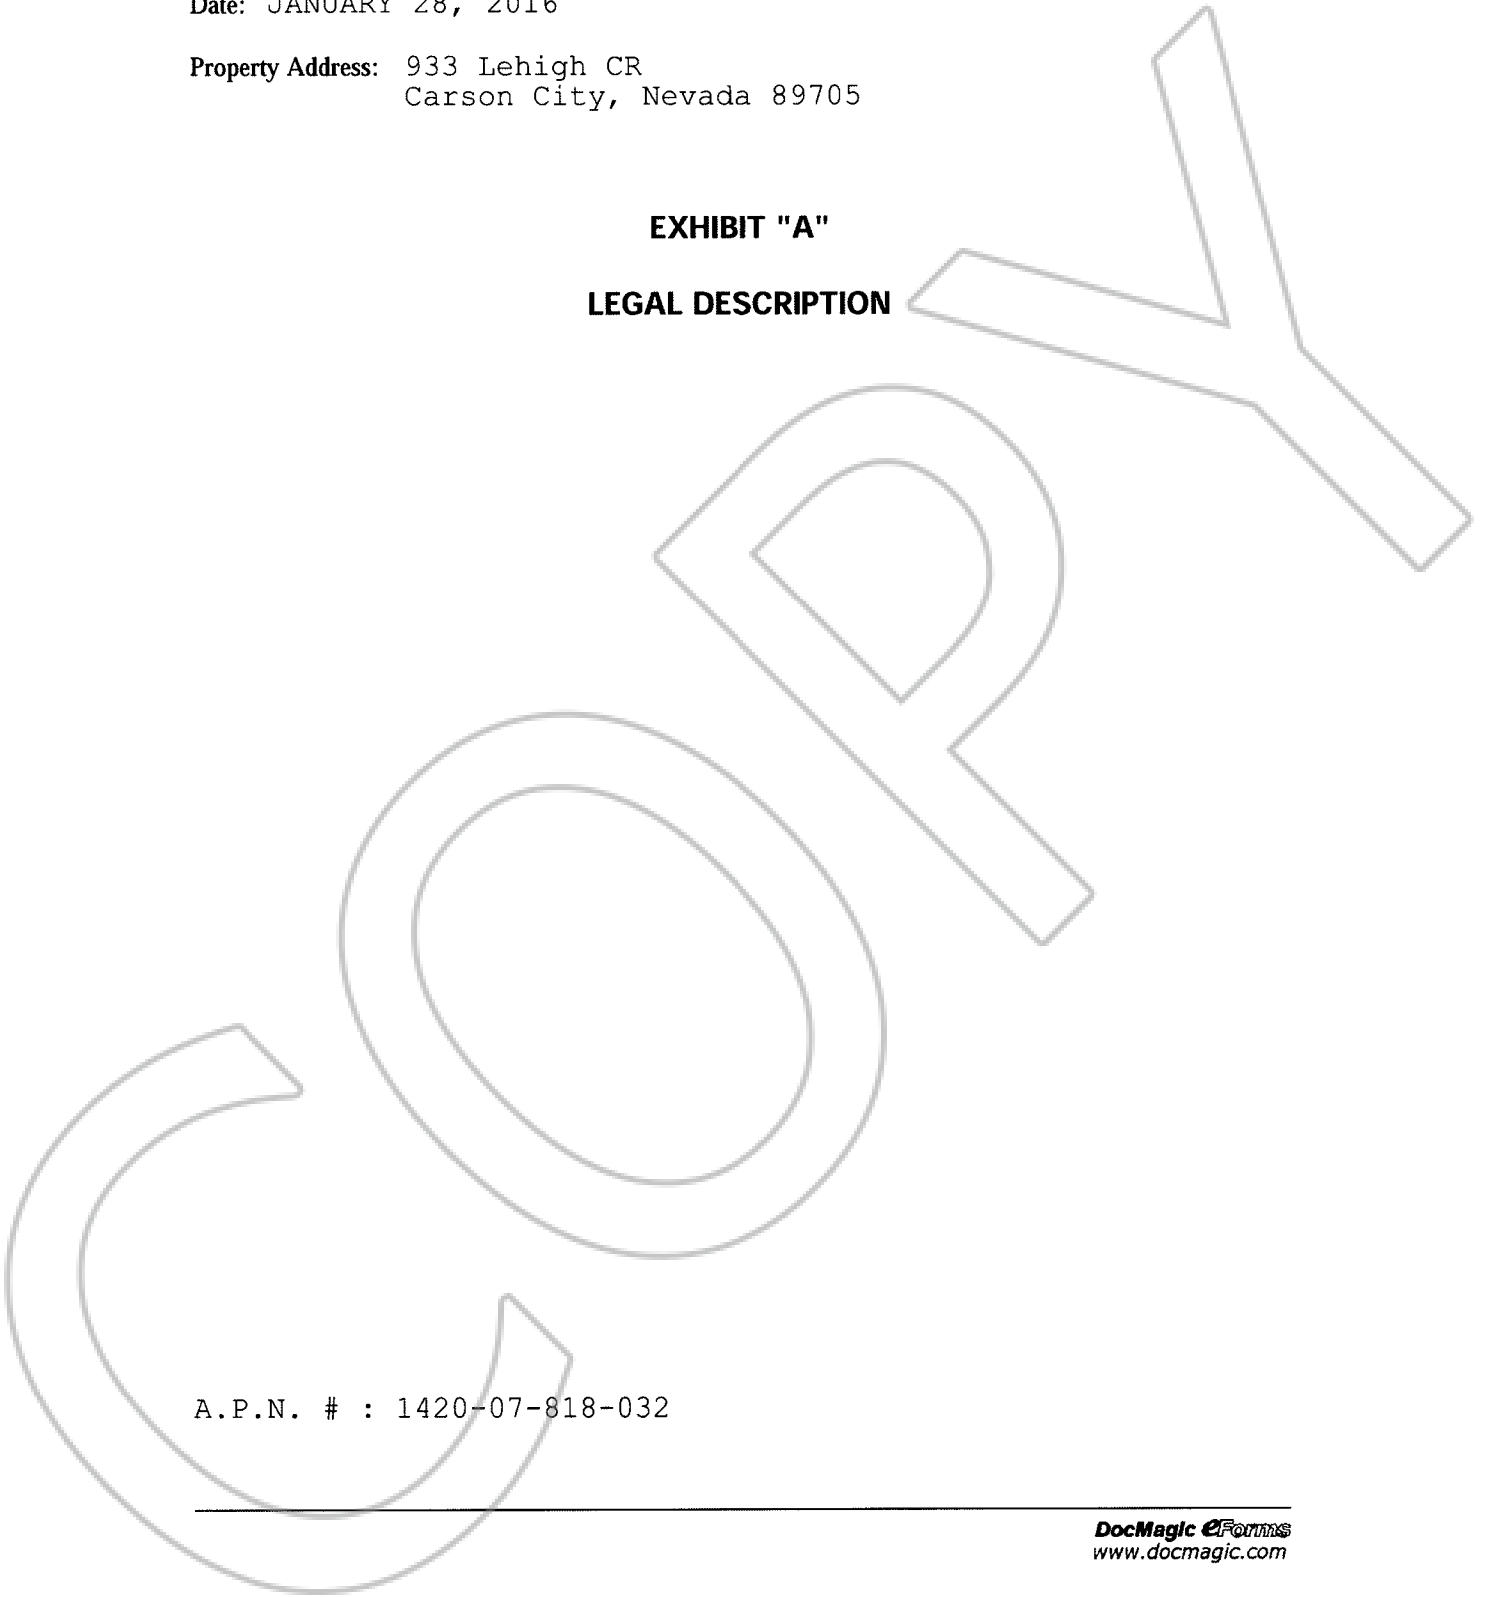 Date: JANUARY 28, 2016
Property Address: 933 Lehigh CR
Carson City, Nevada 89705
EXHIBIT "A"
LEGAL DESCRIPTION
COPY
A.P.N. # : 1420-07-818-032
DocMagic eForms
www.docmagic.com